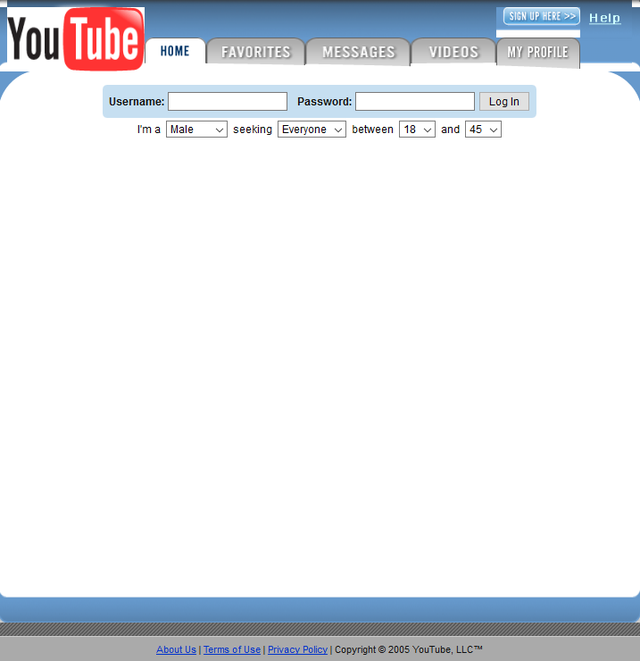 YouTube
SIGN UP HERE >> Help
HOME FAVORITES MESSAGES VIDEOS MY PROFILE
Username: Password: Log In
I'm a Male seeking Everyone between 18 and 45
About Us | Terms of Use | Privacy Policy | Copyright © 2005 YouTube, LLC™